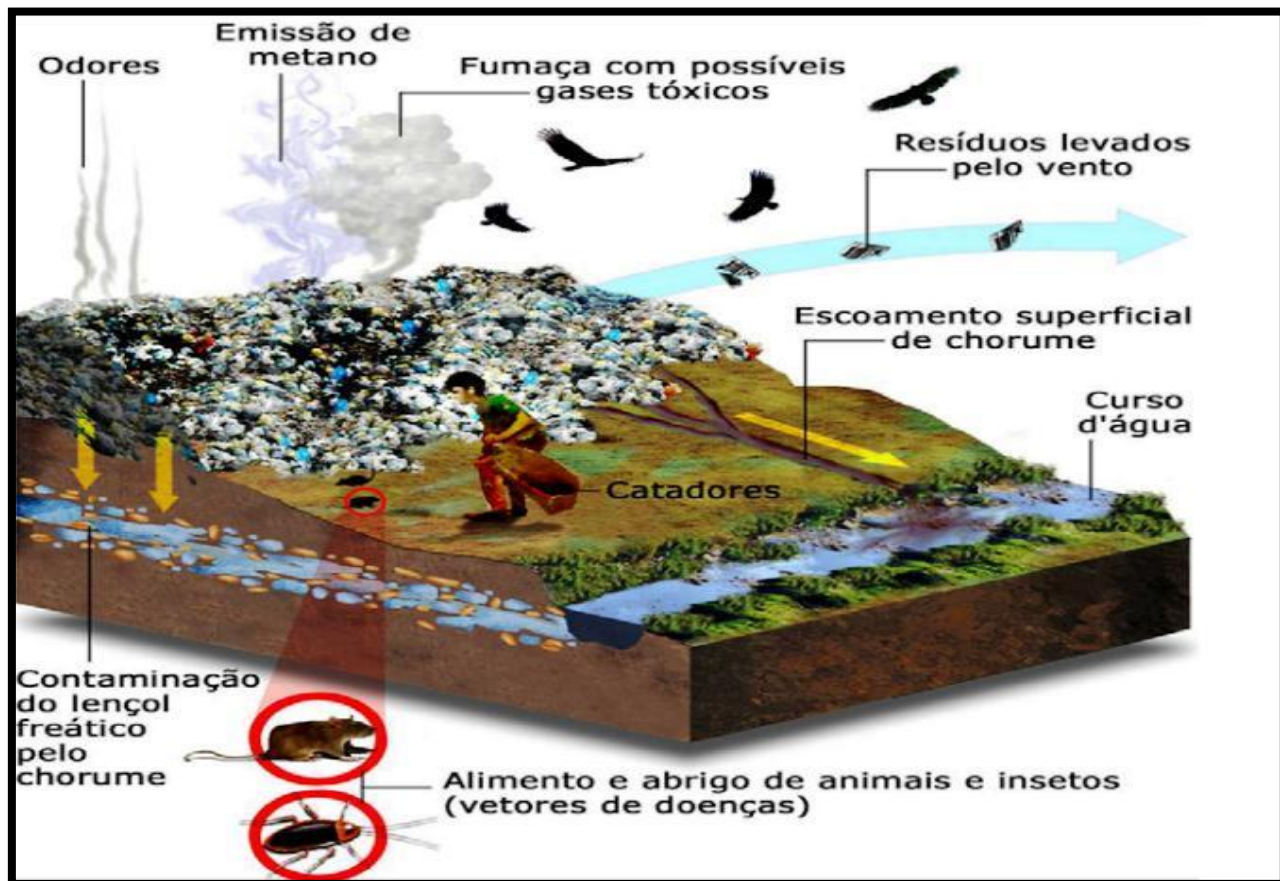 Odores
Emissão de
metano
Fumaça com possíveis
gases tóxicos
Resíduos levados
pelo vento
Escoamento superficial
de chorume
Curso
d'água
Catadores
Contaminação
do lençol
freático
pelo
chorume
Alimento e abrigo de animais e insetos
(vetores de doenças)